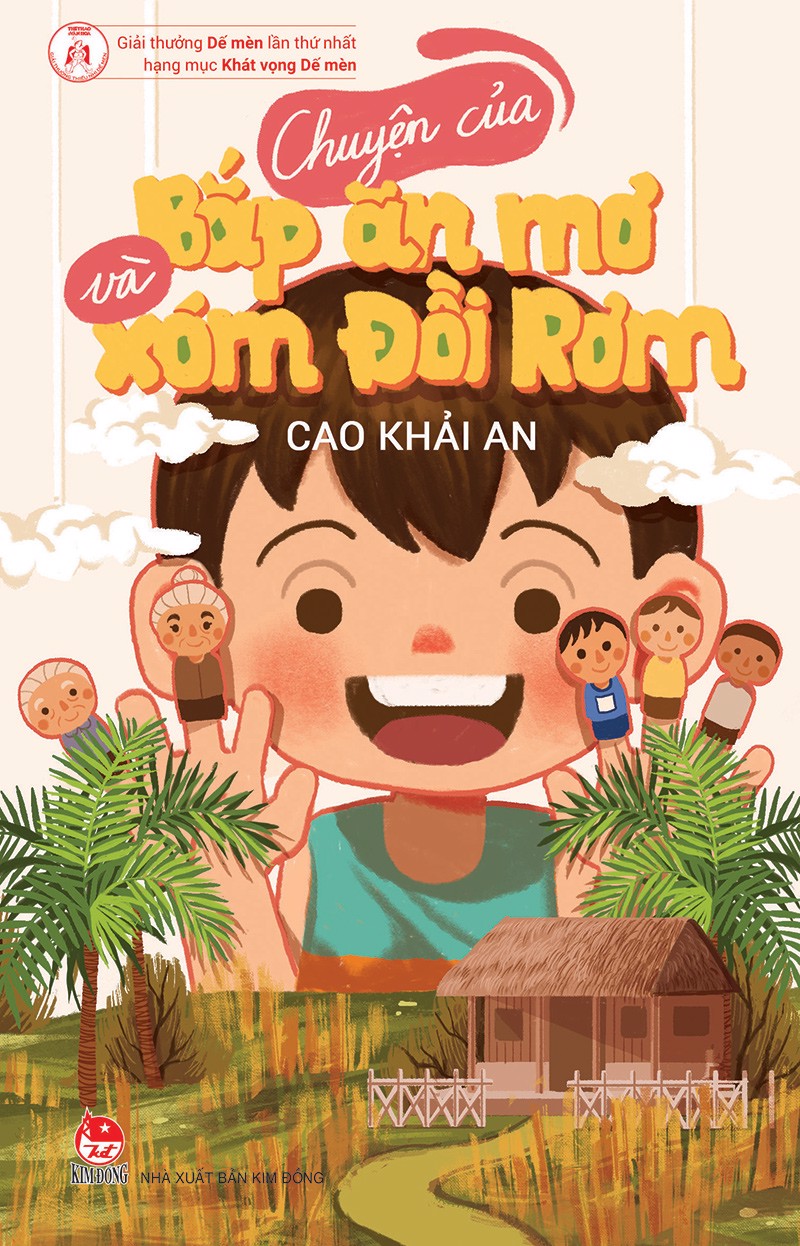 Giải thưởng Dế mèn lần thứ nhất
hạng mục Khát vọng Dế mèn
Chuyện của
Bắp ăn mơ
và
xóm Đồi Rơm
CAO KHẢI AN
KIM ĐỒNG
NHÀ XUẤT BẢN KIM ĐỒNG